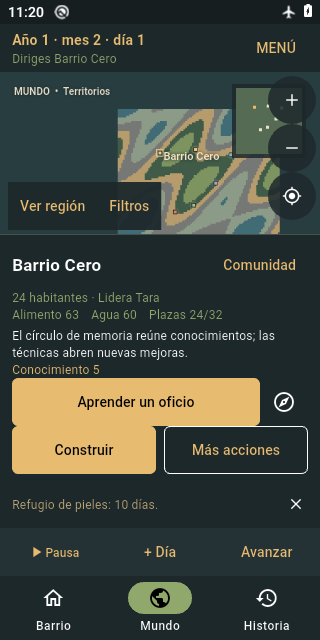 11:20
Año 1 · mes 2 · día 1
Diriges Barrio Cero
MENÚ
MUNDO • Territorios
Barrio Cero
Ver región
Filtros
Barrio Cero
Comunidad
24 habitantes · Lidera Tara
Alimento 63 Agua 60 Plazas 24/32
El círculo de memoria reúne conocimientos; las
técnicas abren nuevas mejoras.
Conocimiento 5
Aprender un oficio
Construir
Más acciones
Refugio de pieles: 10 días.
Pausa
+ Día
Avanzar
Barrio
Mundo
Historia